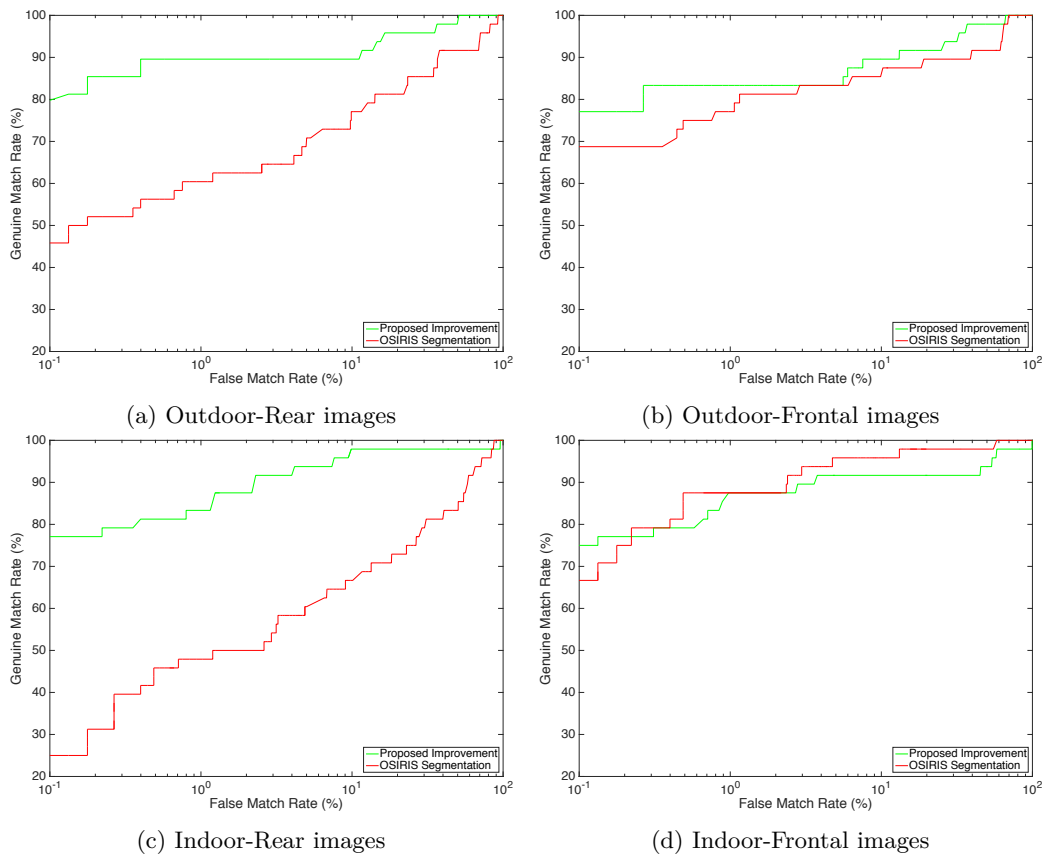 100
90
80
70
60
50
40
30
20
Genuine Match Rate (%)
Proposed Improvement
OSIRIS Segmentation
10^-1 10^0 10^1 10^2
False Match Rate (%)
(a) Outdoor-Rear images
100
90
80
70
60
50
40
30
20
Genuine Match Rate (%)
Proposed Improvement
OSIRIS Segmentation
10^-1 10^0 10^1 10^2
False Match Rate (%)
(b) Outdoor-Frontal images
100
90
80
70
60
50
40
30
20
Genuine Match Rate (%)
Proposed Improvement
OSIRIS Segmentation
10^-1 10^0 10^1 10^2
False Match Rate (%)
(c) Indoor-Rear images
100
90
80
70
60
50
40
30
20
Genuine Match Rate (%)
Proposed Improvement
OSIRIS Segmentation
10^-1 10^0 10^1 10^2
False Match Rate (%)
(d) Indoor-Frontal images